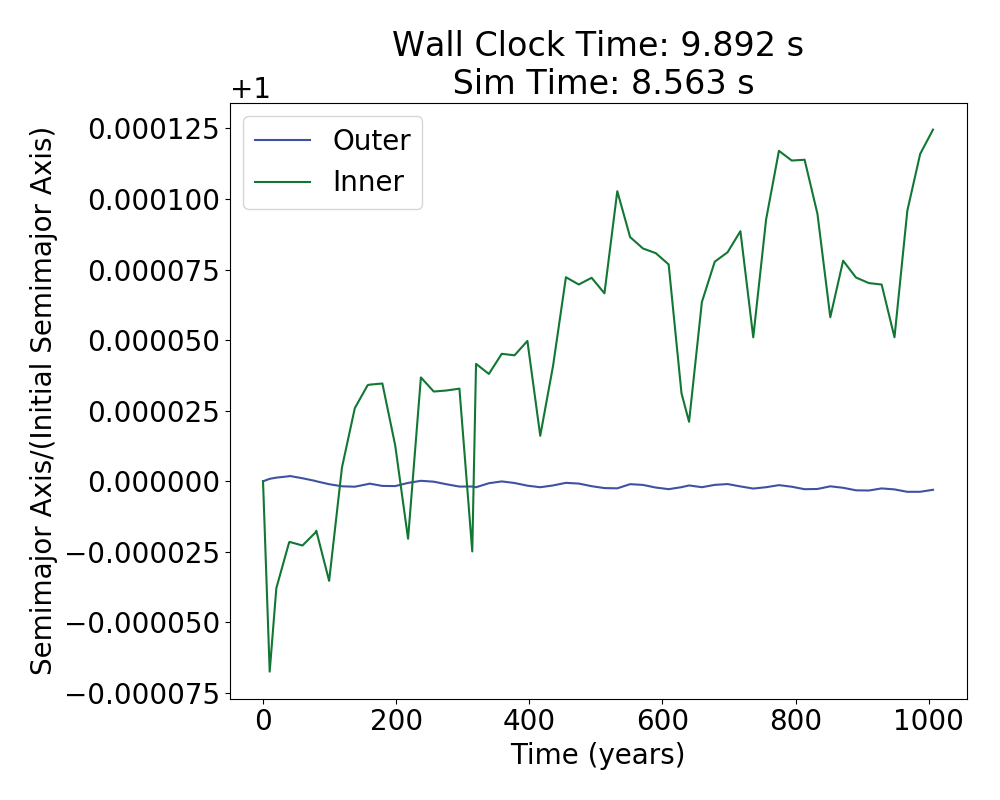 Wall Clock Time: 9.892 s
Sim Time: 8.563 s
+1
Outer
Inner
0.000125
0.000100
0.000075
0.000050
0.000025
0.000000
−0.000025
−0.000050
−0.000075
Semimajor Axis/(Initial Semimajor Axis)
0 200 400 600 800 1000
Time (years)